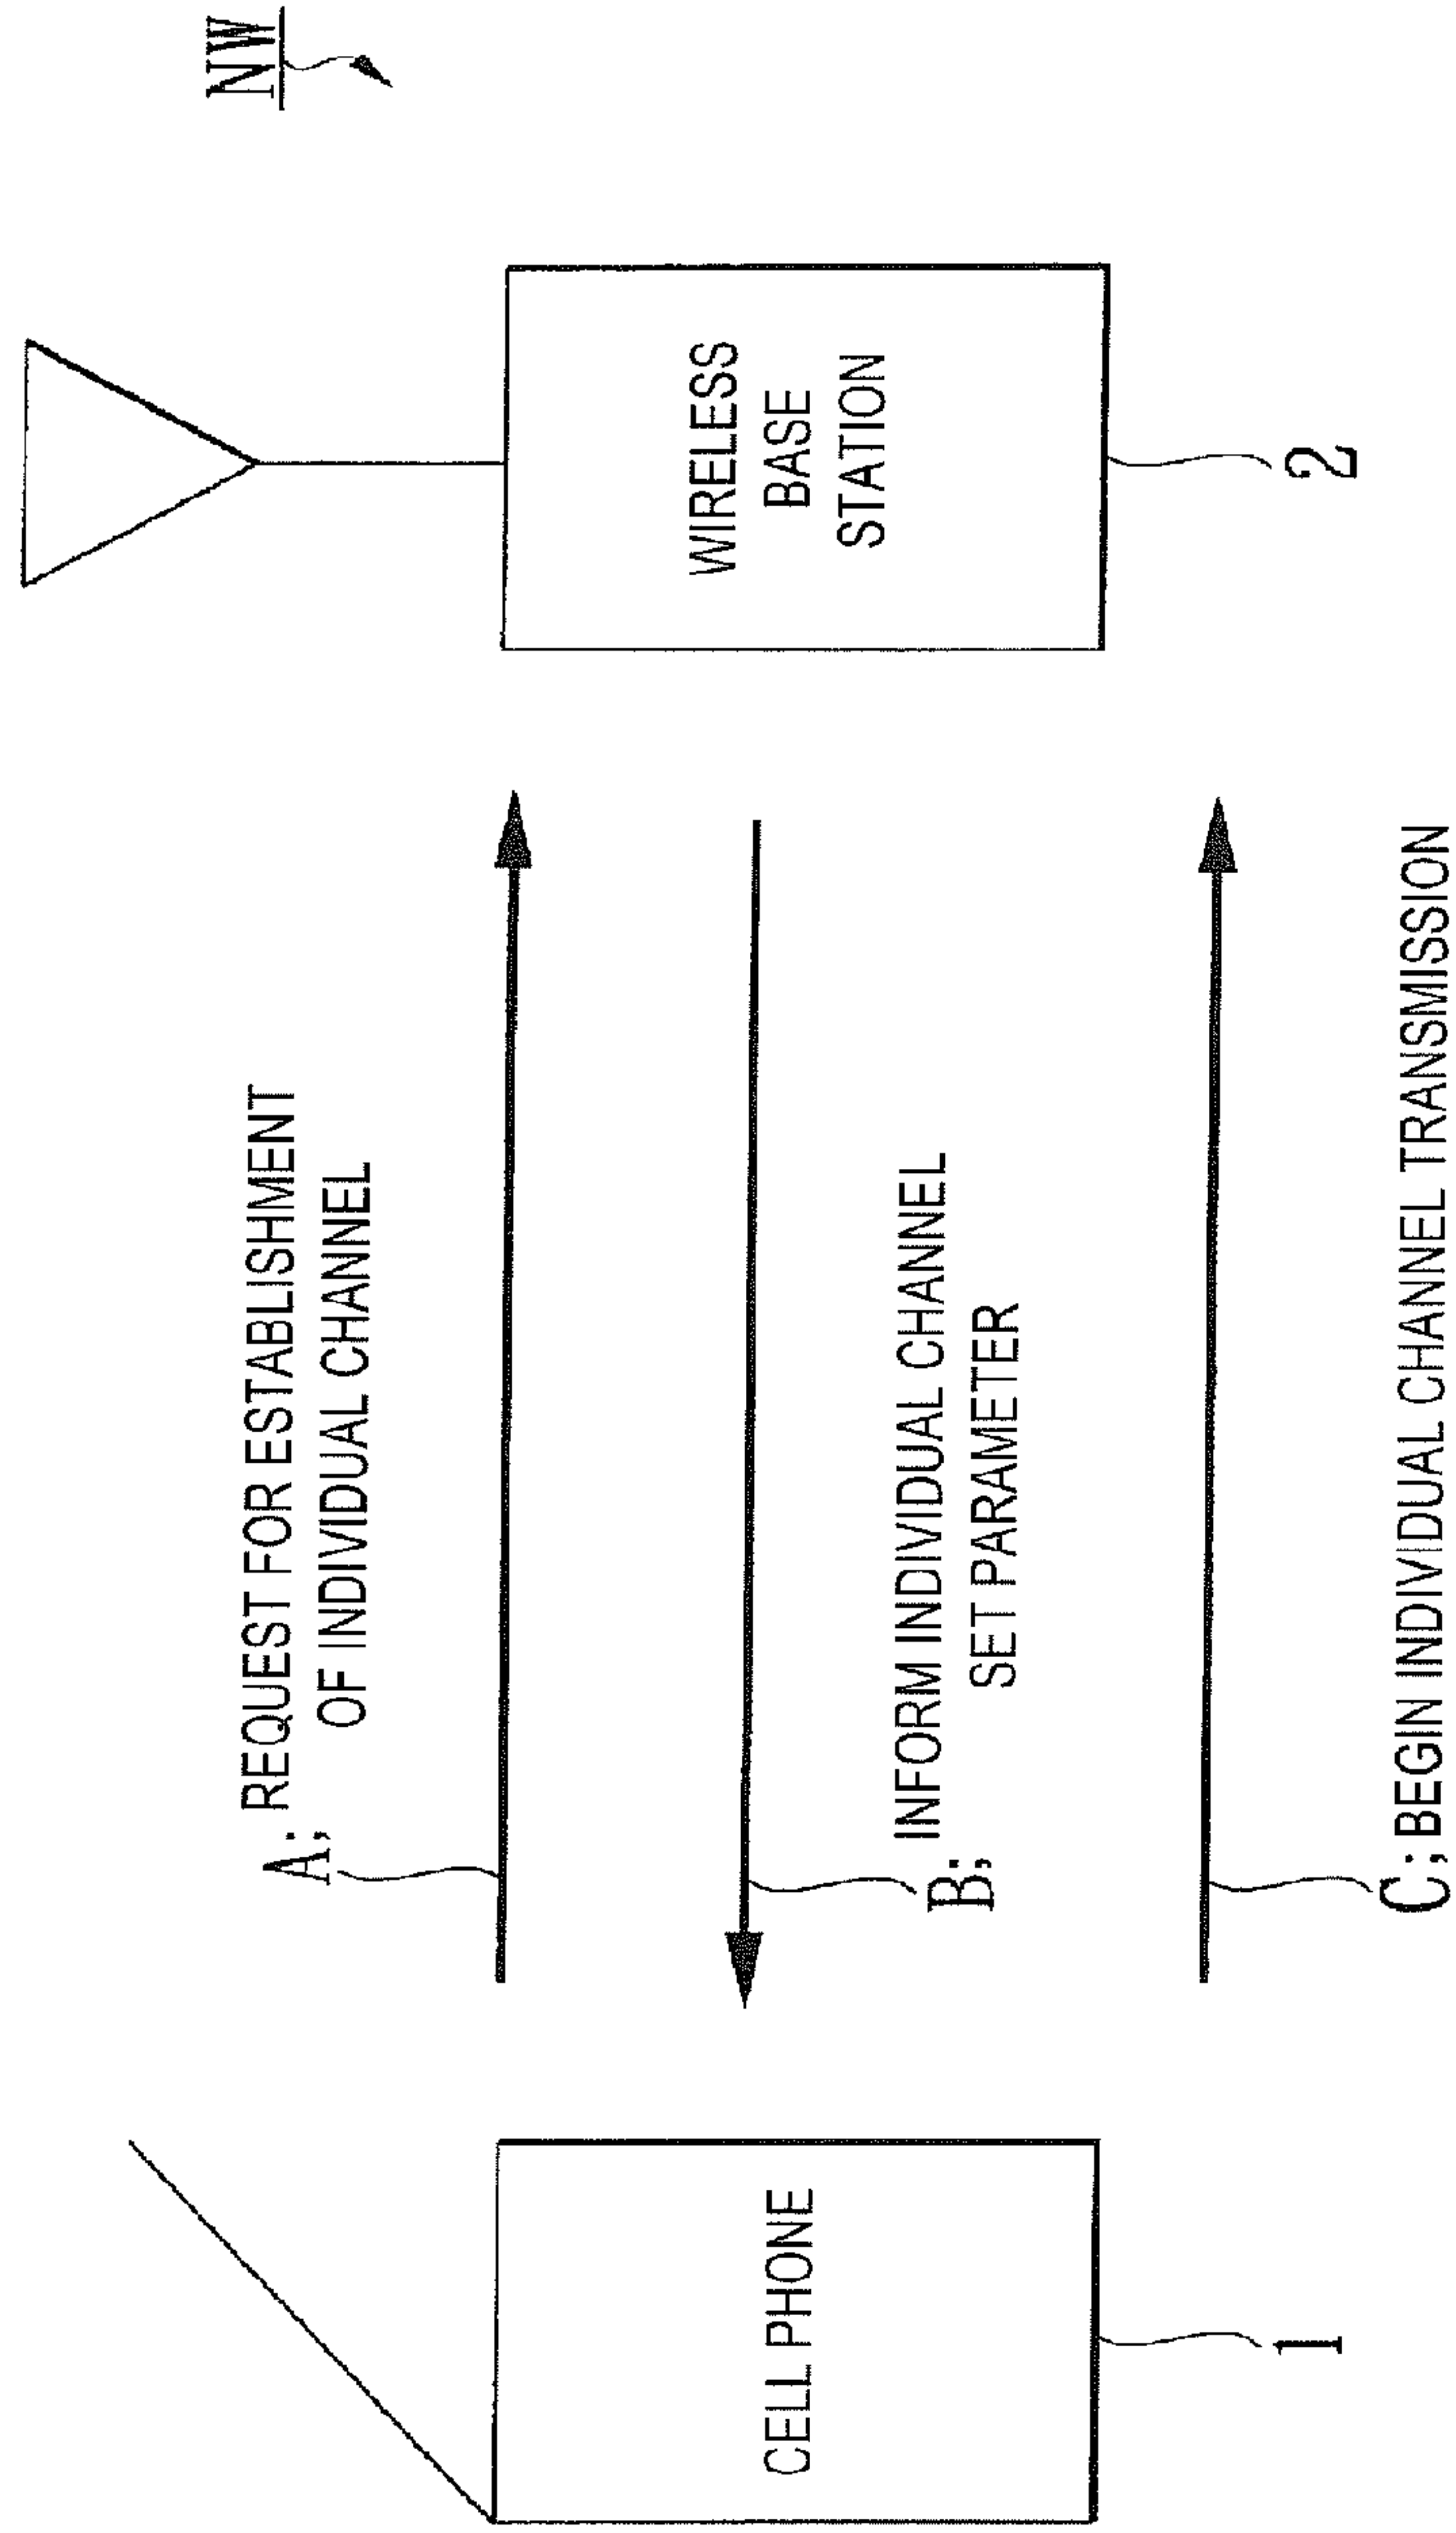 NW
A; REQUEST FOR ESTABLISHMENT
OF INDIVIDUAL CHANNEL
CELL PHONE
WIRELESS
BASE
STATION
B; INFORM INDIVIDUAL CHANNEL
SET PARAMETER
1
2
C; BEGIN INDIVIDUAL CHANNEL TRANSMISSION